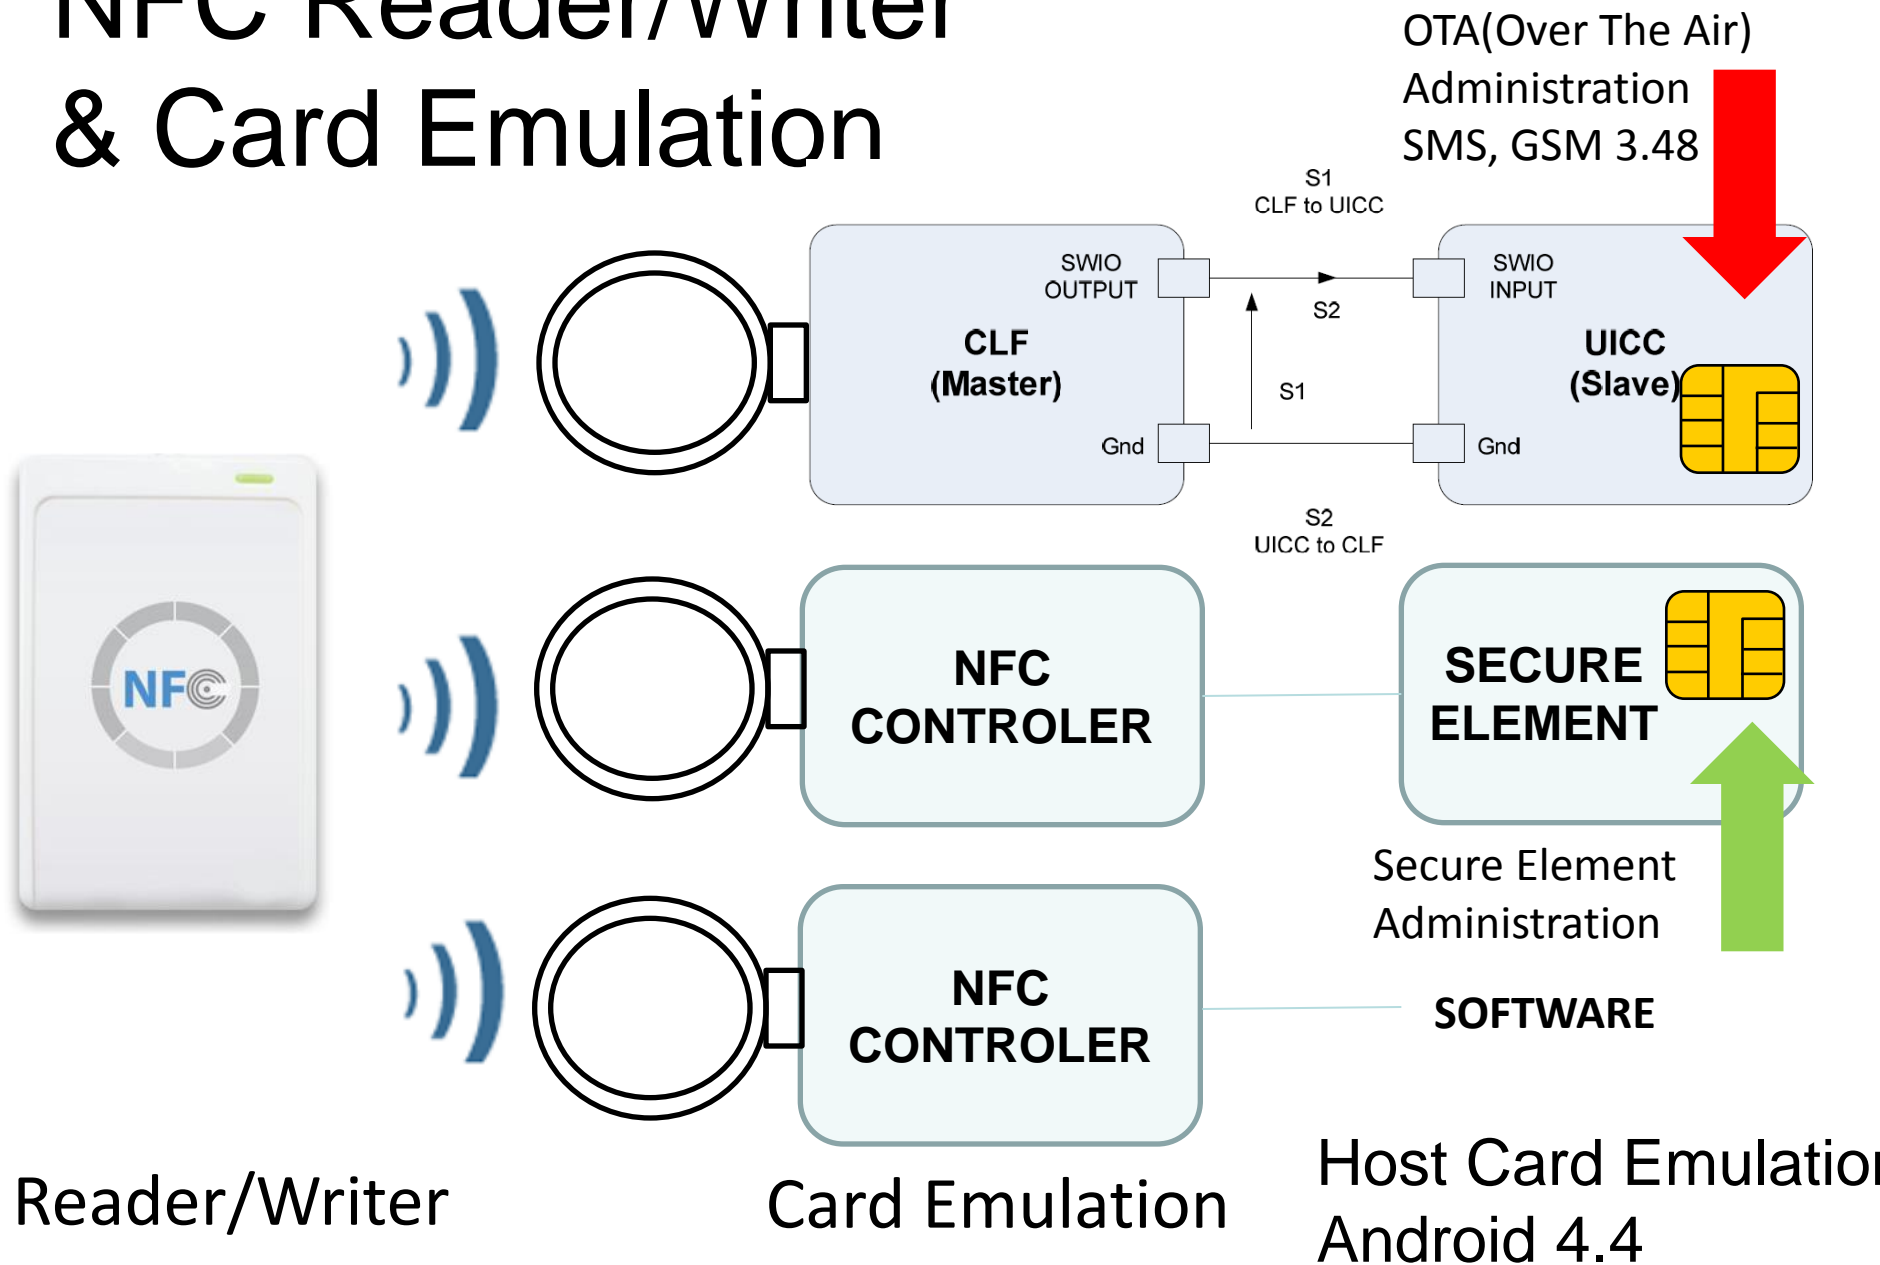 NFC Reader/Writer
& Card Emulation
OTA(Over The Air)
Administration
SMS, GSM 3.48
S1
CLF to UICC
SWIO
OUTPUT
SWIO
INPUT
S2
CLF
(Master)
UICC
(Slave)
S1
Gnd
Gnd
S2
UICC to CLF
NFC
NFC
CONTROLER
SECURE
ELEMENT
Secure Element
Administration
NFC
CONTROLER
SOFTWARE
Reader/Writer
Card Emulation
Host Card Emulation
Android 4.4